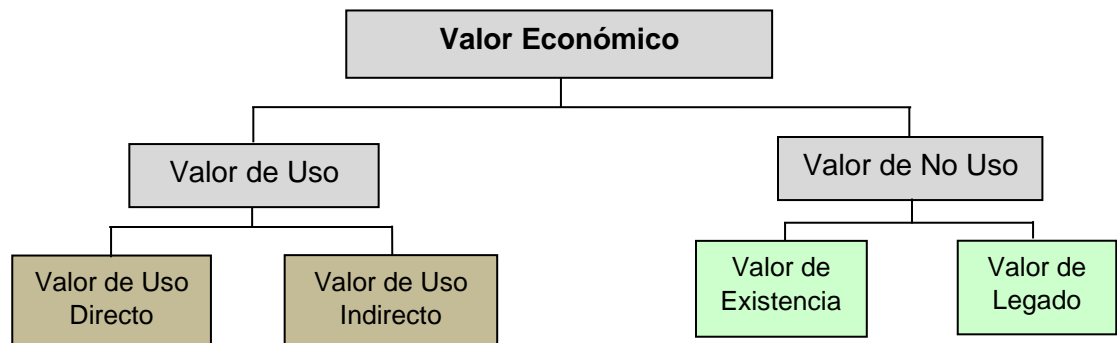 Valor Económico
Valor de Uso
Valor de No Uso
Valor de Uso
Directo
Valor de Uso
Indirecto
Valor de
Existencia
Valor de
Legado